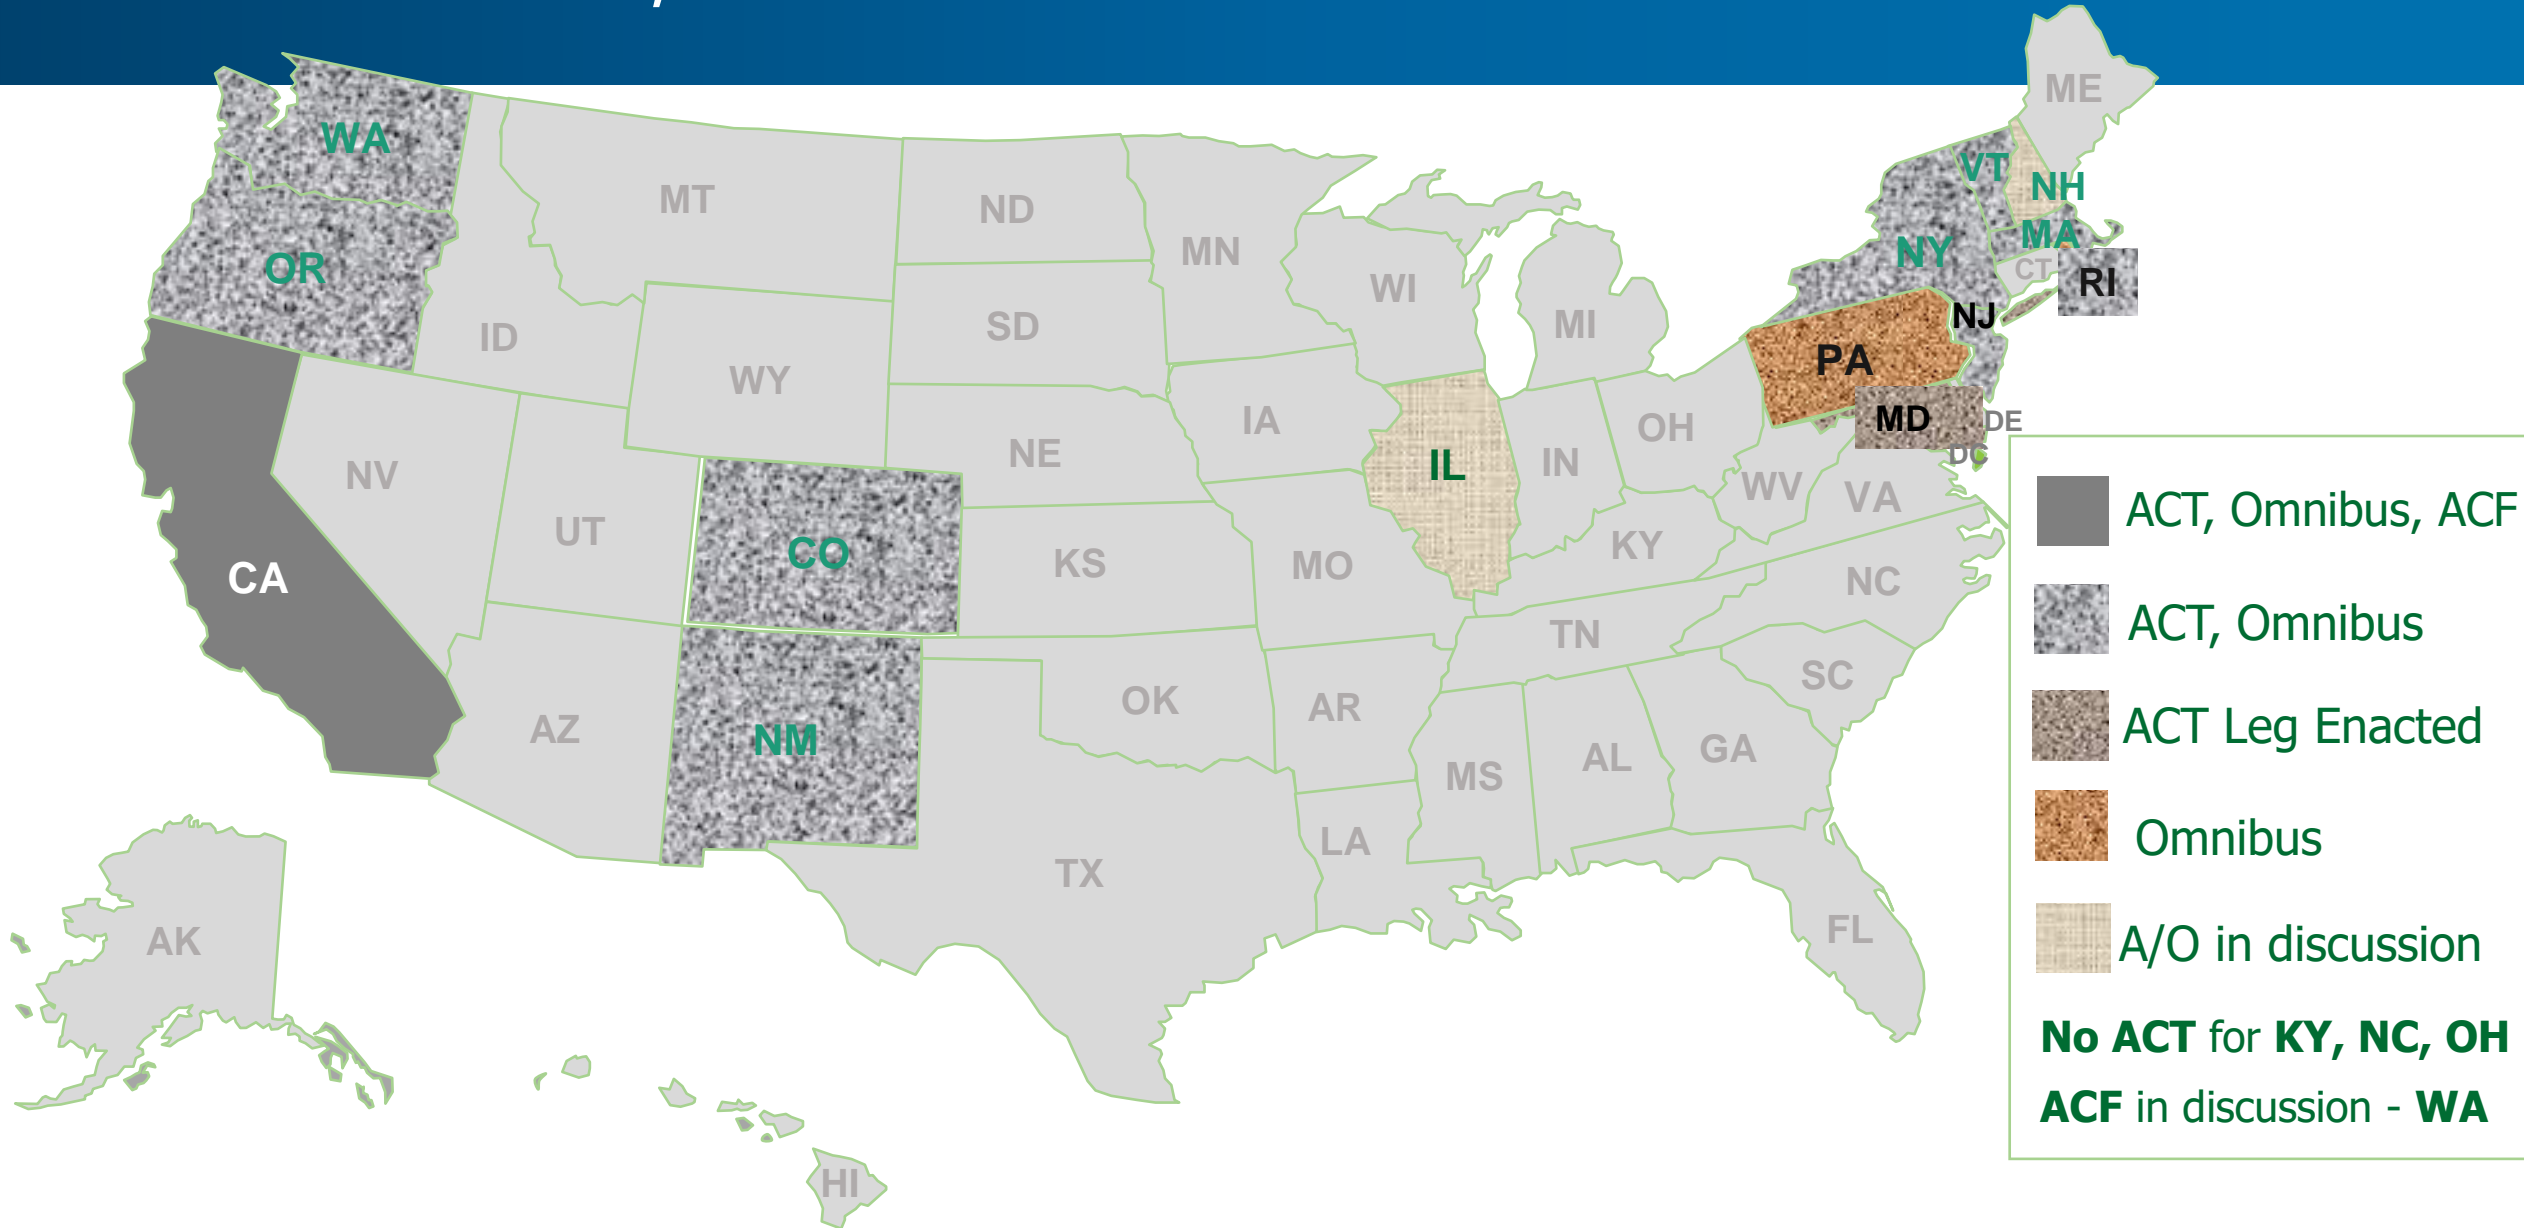 ME
WA
VT
NH
MT
ND
OR
MN
NY
MA
CT
RI
WI
SD
ID
MI
NJ
WY
PA
IA
MD
DE
NE
OH
DC
NV
IL
IN
WV
VA
UT
CO
KS
MO
KY
CA
NC
TN
SC
AZ
NM
OK
AR
MS
AL
GA
LA
TX
AK
FL
HI
ACT, Omnibus, ACF
ACT, Omnibus
ACT Leg Enacted
Omnibus
A/O in discussion
No ACT for KY, NC, OH
ACF in discussion - WA